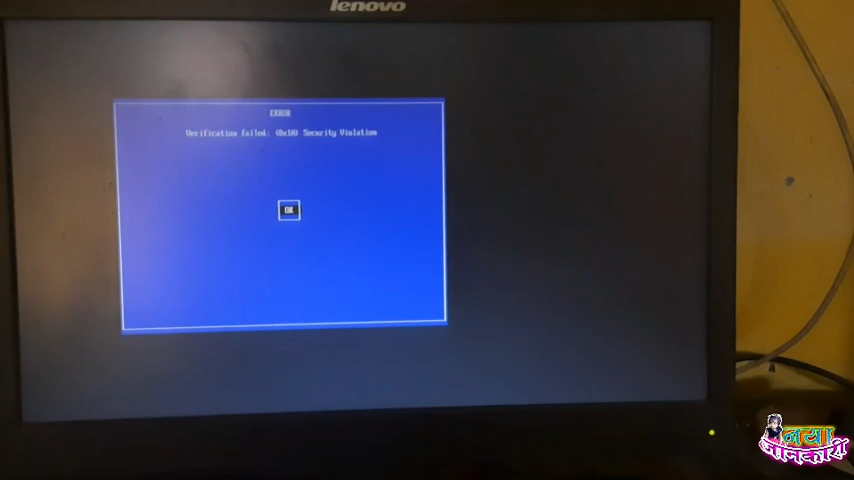 lenovo
ERROR
Verification failed: (0x1A) Security Violation
OK
नया
जानकारी